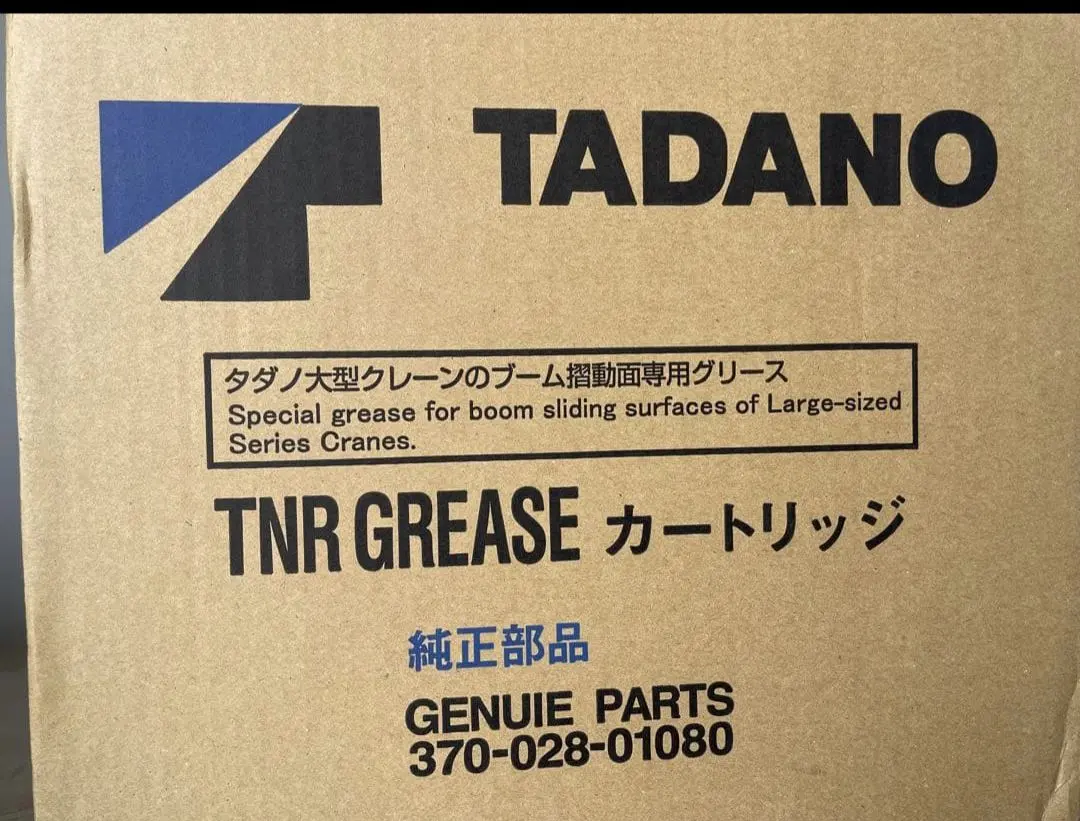 TADANO
タダノ大型クレーンのブーム摺動面専用グリース
Special grease for boom sliding surfaces of Large-sized
Series Cranes.
TNR GREASE カートリッジ
純正部品
GENUIE PARTS
370-028-01080